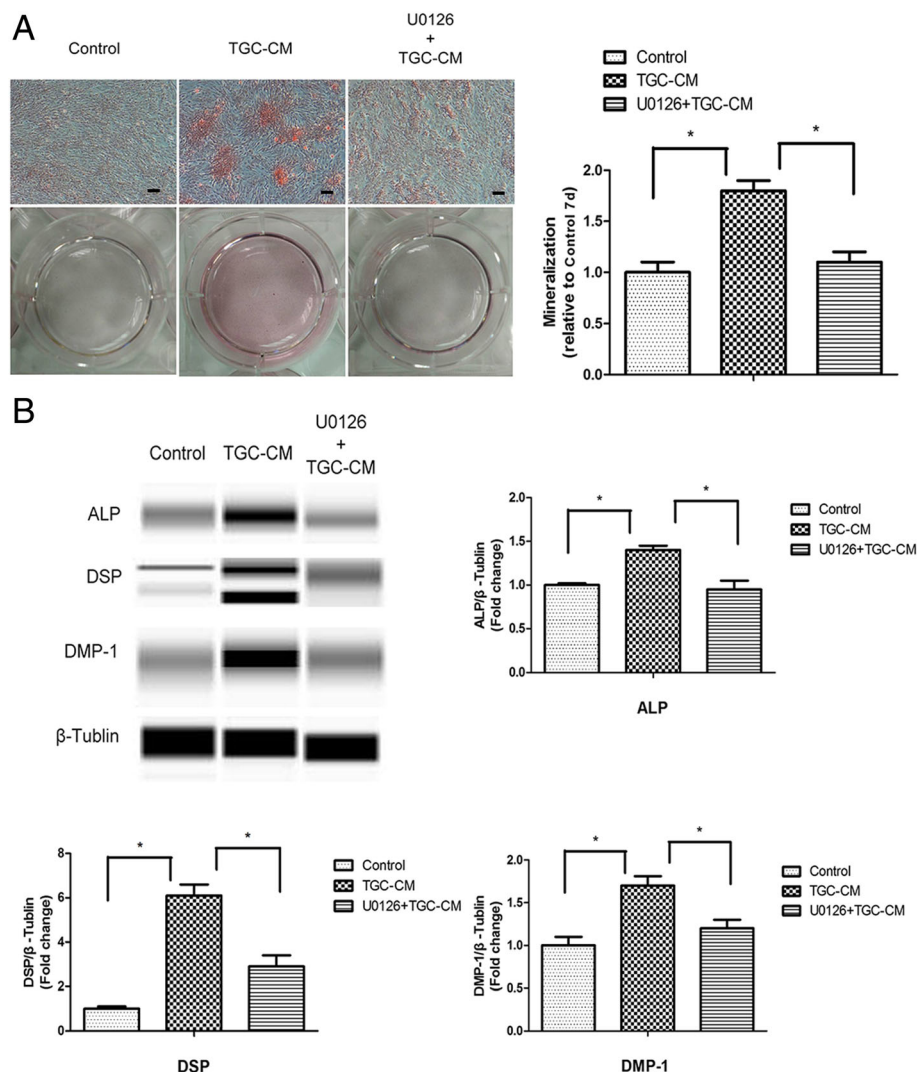 A
Control
TGC-CM
U0126
+
TGC-CM
Control
TGC-CM
U0126+TGC-CM
*
*
Mineralization
(relative to Control 7d)
2.0
1.5
1.0
0.5
0.0
B
Control
TGC-CM
U0126
+
TGC-CM
ALP
DSP
DMP-1
β-Tublin
*
*
ALP/β -Tublin
(Fold change)
2.0
1.5
1.0
0.5
0.0
Control
TGC-CM
U0126+TGC-CM
ALP
*
*
DSP/β -Tublin
(Fold change)
8
6
4
2
0
Control
TGC-CM
U0126+TGC-CM
DSP
*
*
DMP-1/β -Tublin
(Fold change)
2.0
1.5
1.0
0.5
0.0
Control
TGC-CM
U0126+TGC-CM
DMP-1